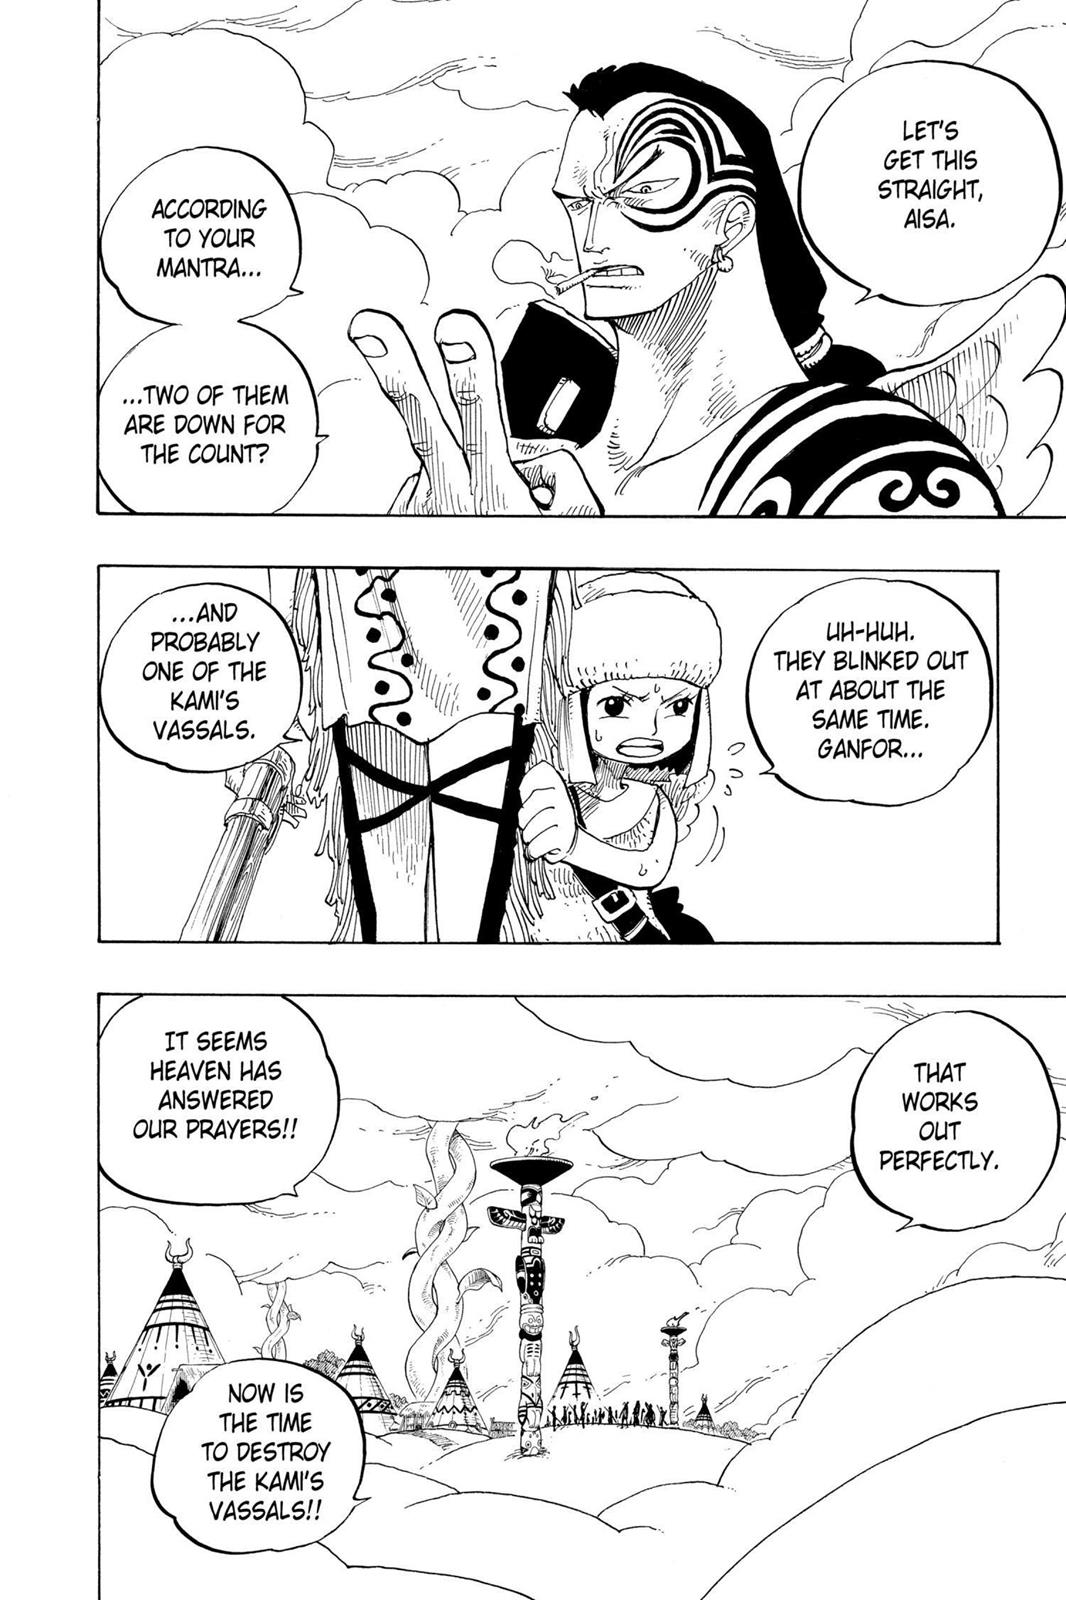 LET'S
GET THIS
STRAIGHT,
AISA.
ACCORDING
TO YOUR
MANTRA...
...TWO OF THEM
ARE DOWN FOR
THE COUNT?
UH-HUH.
THEY BLINKED OUT
AT ABOUT THE
SAME TIME.
GANFOR...
...AND
PROBABLY
ONE OF THE
KAMI'S
VASSALS.
THAT
WORKS
OUT
PERFECTLY.
IT SEEMS
HEAVEN HAS
ANSWERED
OUR PRAYERS!!
NOW IS
THE TIME
TO DESTROY
THE KAMI'S
VASSALS!!